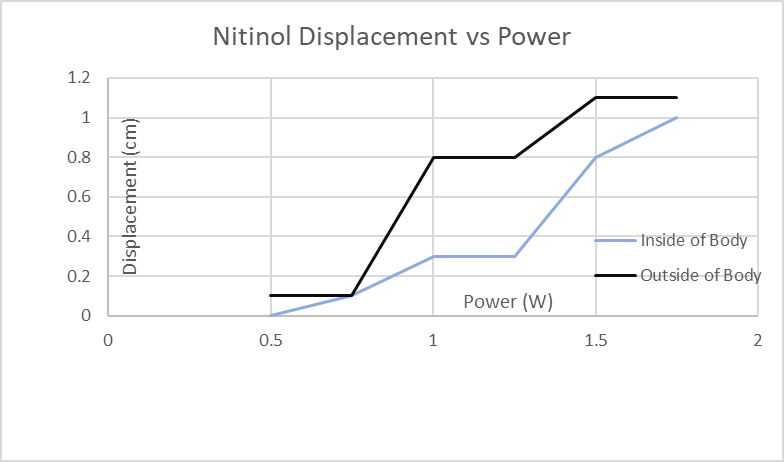 Nitinol Displacement vs Power
1.2
1
0.8
0.6
0.4
0.2
0
Displacement (cm)
0
0.5
1
1.5
2
Power (W)
Inside of Body
Outside of Body